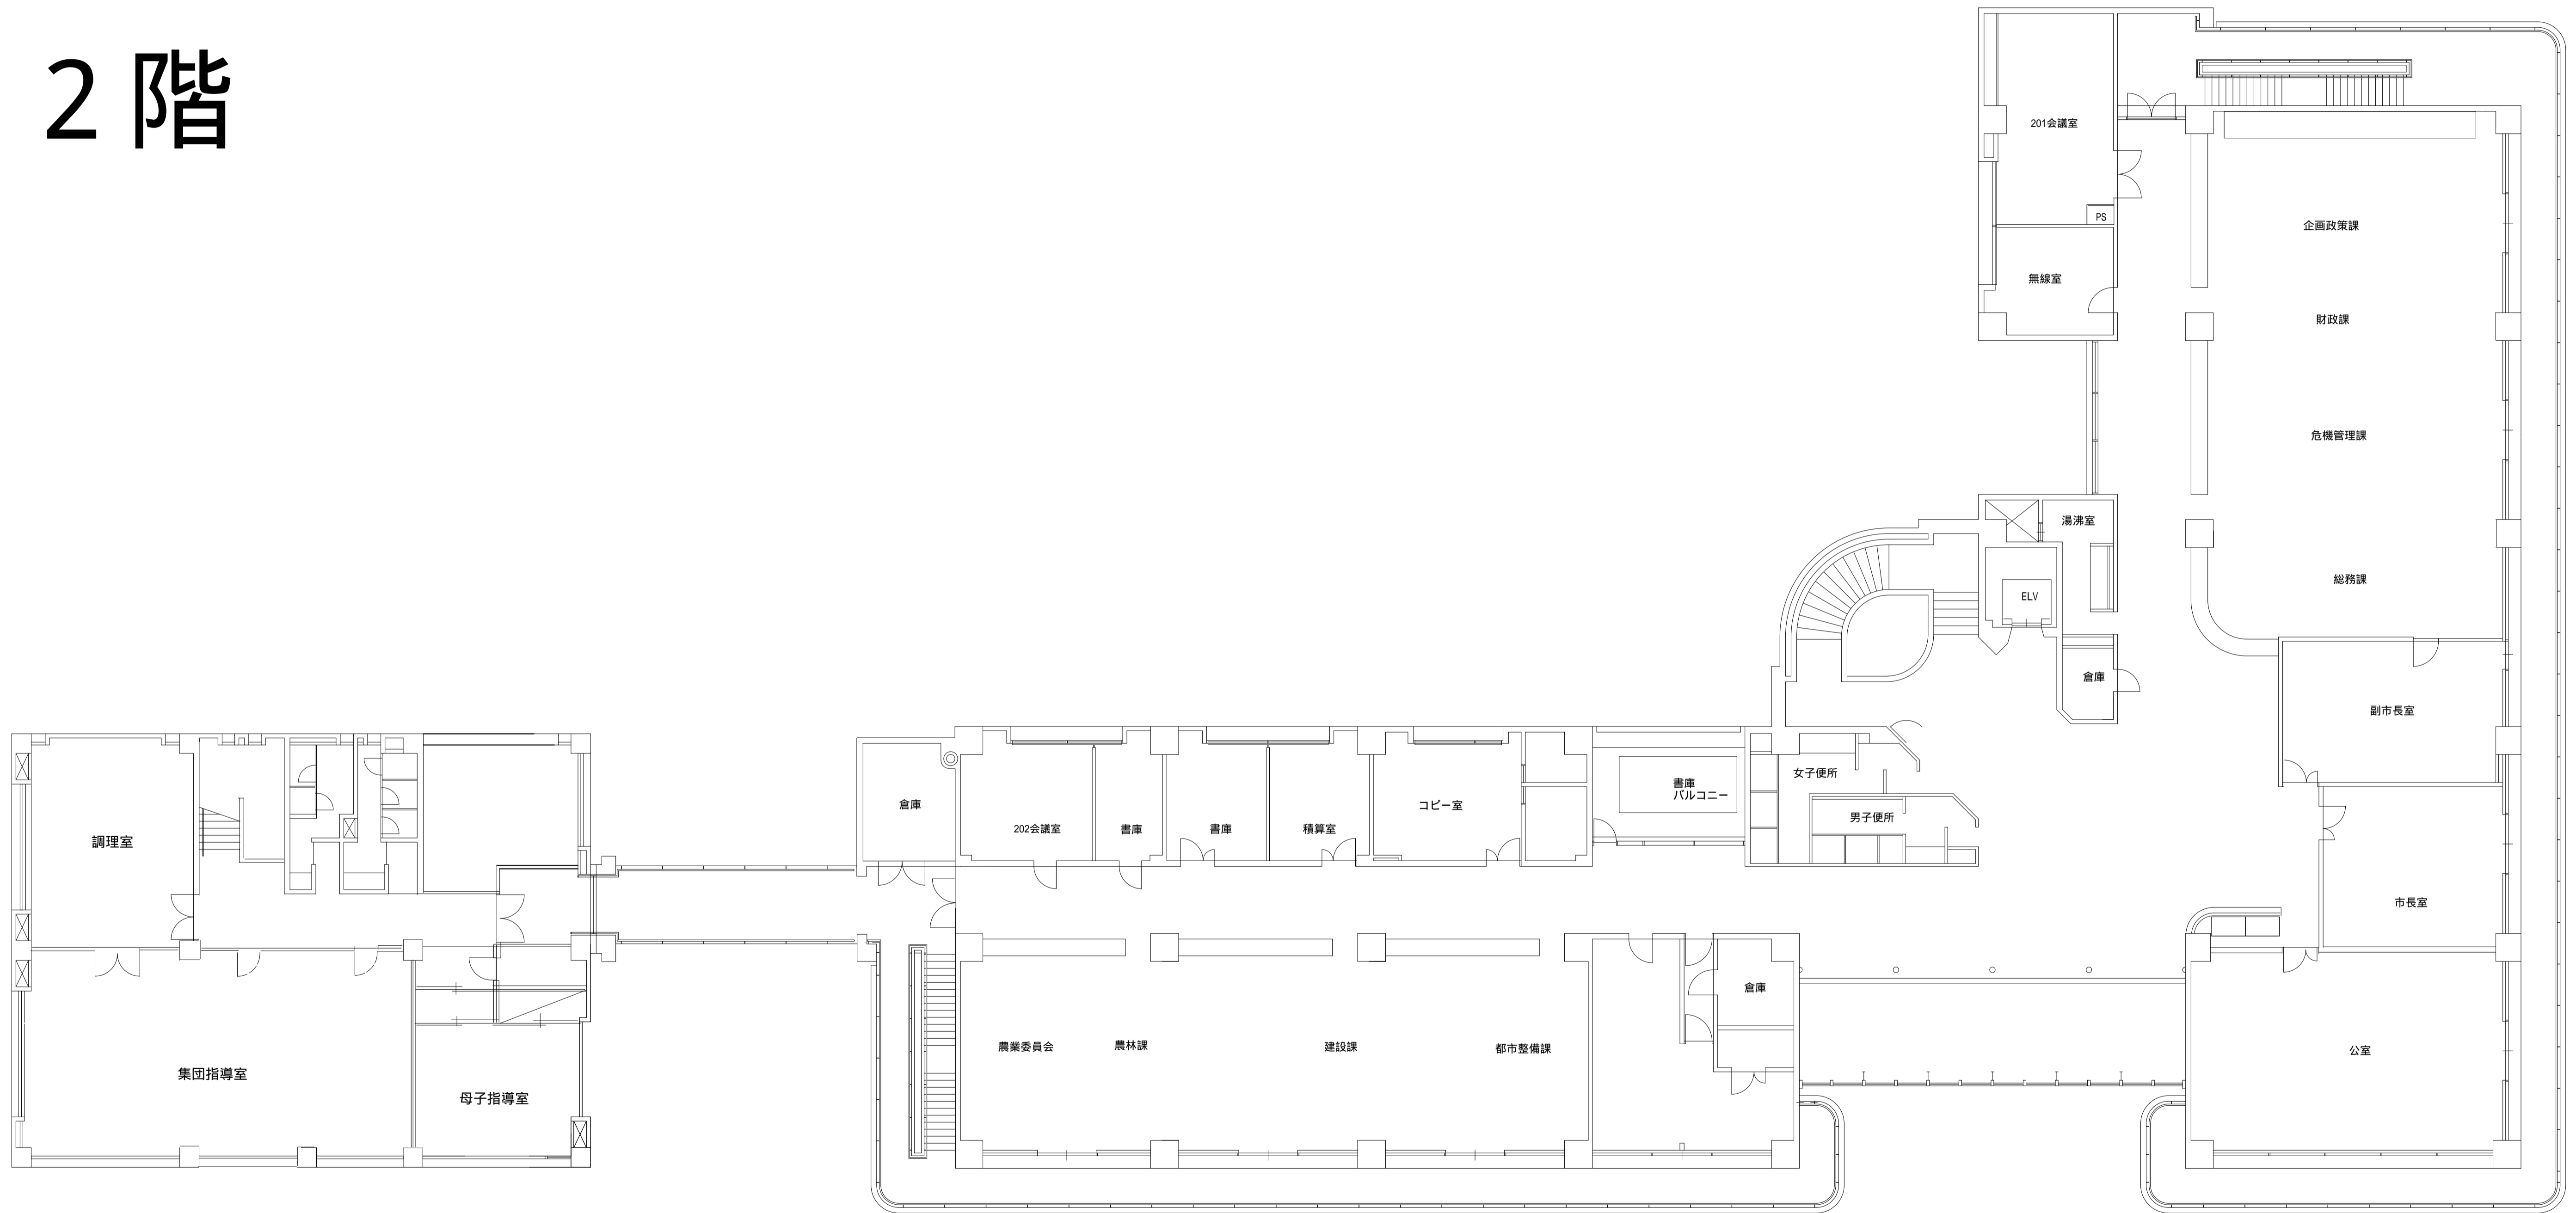 2 階
201会議室
PS
企画政策課
無線室
財政課
危機管理課
湯沸室
総務課
ELV
倉庫
副市長室
女子便所
書庫
バルコニー
倉庫
コピー室
男子便所
202会議室
書庫
書庫
積算室
調理室
市長室
倉庫
農業委員会
農林課
建設課
都市整備課
公室
集団指導室
母子指導室